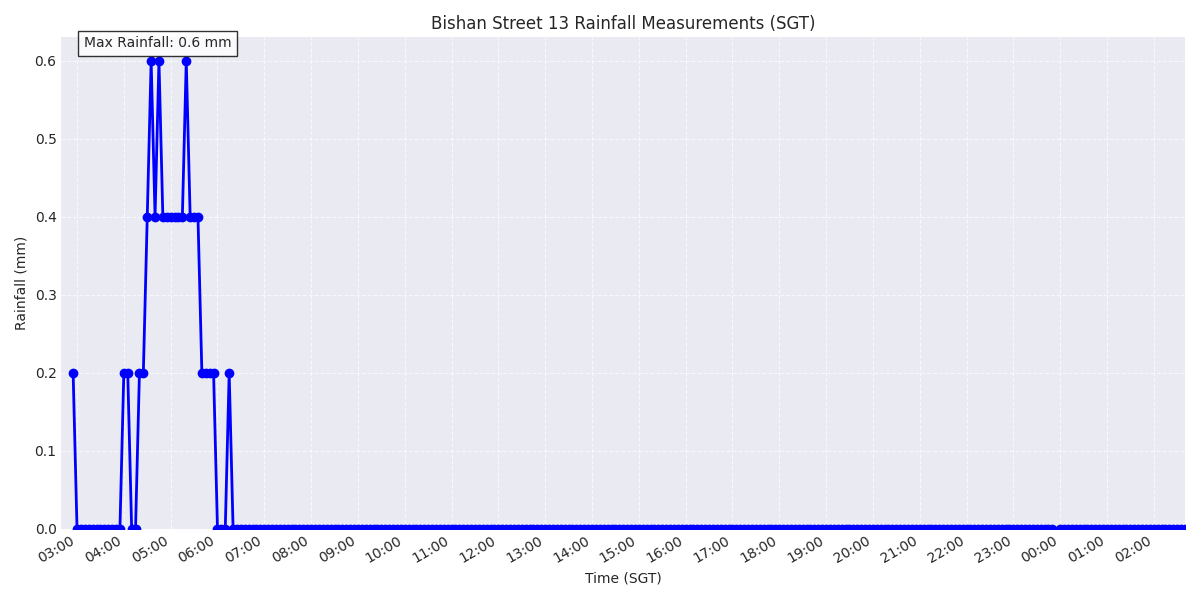 Bishan Street 13 Rainfall Measurements (SGT)
Max Rainfall: 0.6 mm
0.6
0.5
0.4
0.3
0.2
0.1
0.0
Rainfall (mm)
03:00 04:00 05:00 06:00 07:00 08:00 09:00 10:00 11:00 12:00 13:00 14:00 15:00 16:00 17:00 18:00 19:00 20:00 21:00 22:00 23:00 00:00 01:00 02:00
Time (SGT)